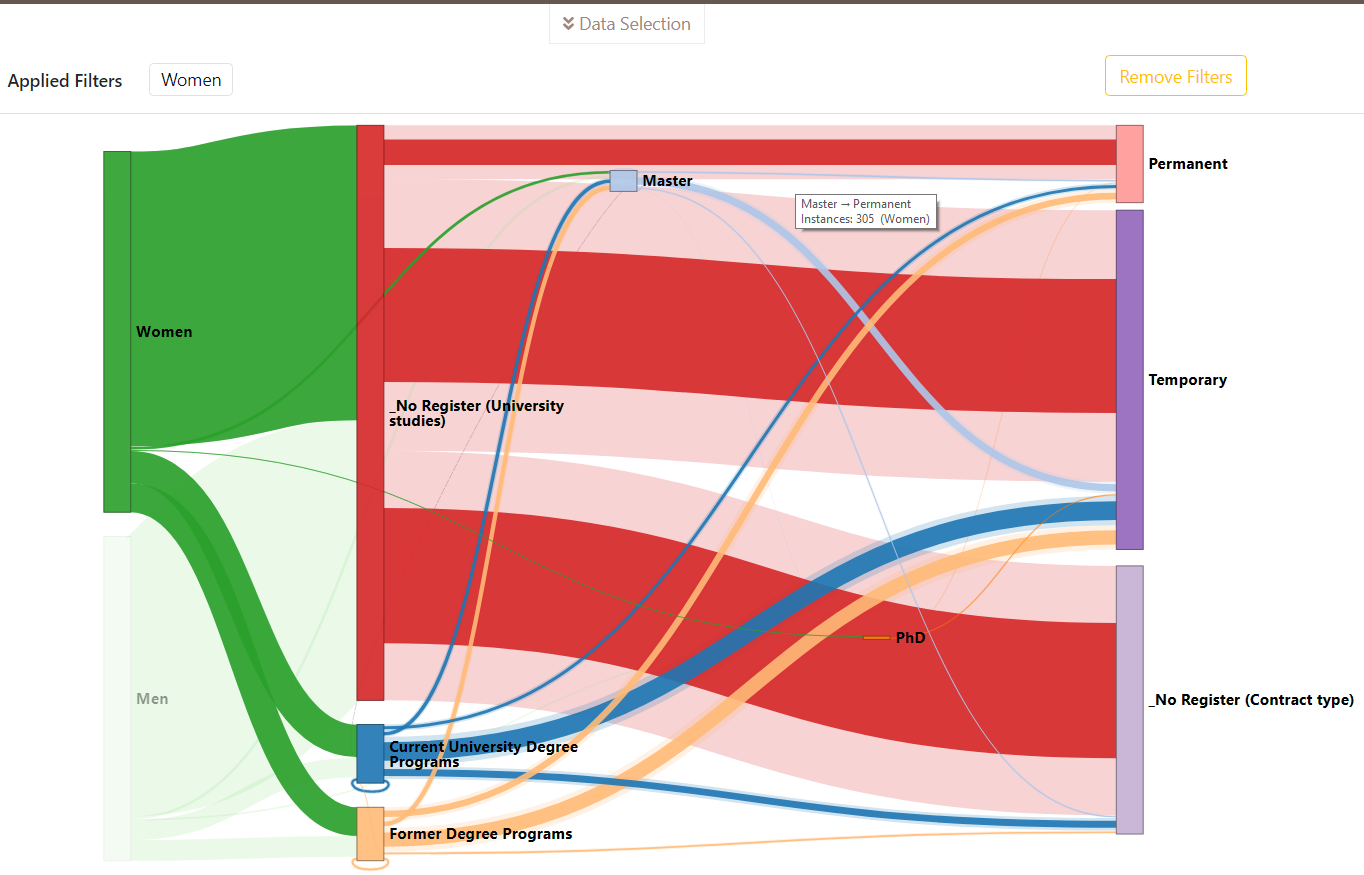 Data Selection
Applied Filters
Women
Remove Filters
Permanent
Master
Master → Permanent
Instances: 305 (Women)
Women
Temporary
_No Register (University
studies)
PhD
Men
_No Register (Contract type)
Current University Degree
Programs
Former Degree Programs